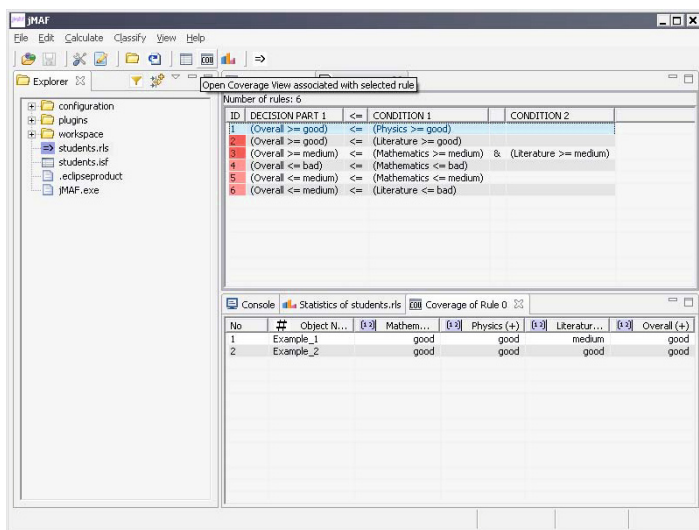 jMAF
File Edit Calculate Classify View Help
Explorer
Open Coverage View associated with selected rule
configuration
plugins
workspace
students.rls
students.isf
.eclipseproduct
jMAF.exe
Number of rules: 6
ID DECISION PART 1 <= CONDITION 1 CONDITION 2
1 (Overall >= good) <= (Physics >= good)
2 (Overall >= good) <= (Literature >= good)
3 (Overall >= medium) <= (Mathematics >= medium) & (Literature >= medium)
4 (Overall <= bad) <= (Mathematics <= bad)
5 (Overall <= medium) <= (Mathematics <= medium)
6 (Overall <= medium) <= (Literature <= bad)
Console Statistics of students.rls COV Coverage of Rule 0
No # Object N... [12] Mathem... [12] Physics (+) [12] Literatur... [12] Overall (+)
1 Example_1 good good medium good
2 Example_2 good good good good